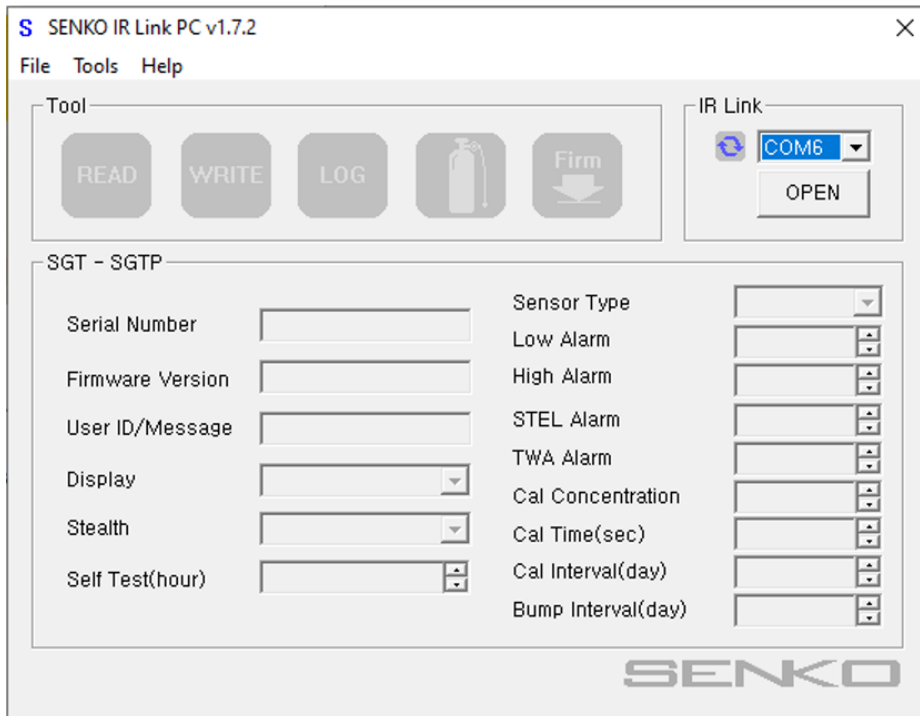 S SENKO IR Link PC v1.7.2
File Tools Help
Tool
READ WRITE LOG Firm
IR Link
COM6
OPEN
SGT - SGTP
Serial Number
Firmware Version
User ID/Message
Display
Stealth
Self Test(hour)
Sensor Type
Low Alarm
High Alarm
STEL Alarm
TWA Alarm
Cal Concentration
Cal Time(sec)
Cal Interval(day)
Bump Interval(day)
SENKO